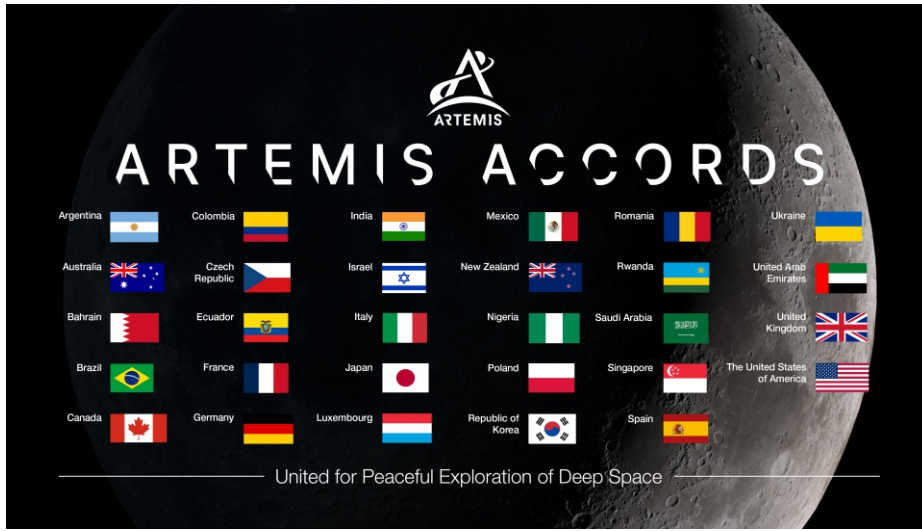 ARTEMIS
ARTEMIS ACCORDS
Argentina
Colombia
India
Mexico
Romania
Ukraine
Australia
Czech
Republic
Israel
New Zealand
Rwanda
United Arab
Emirates
Bahrain
Ecuador
Italy
Nigeria
Saudi Arabia
United
Kingdom
Brazil
France
Japan
Poland
Singapore
The United States
of America
Canada
Germany
Luxembourg
Republic of
Korea
Spain
United for Peaceful Exploration of Deep Space